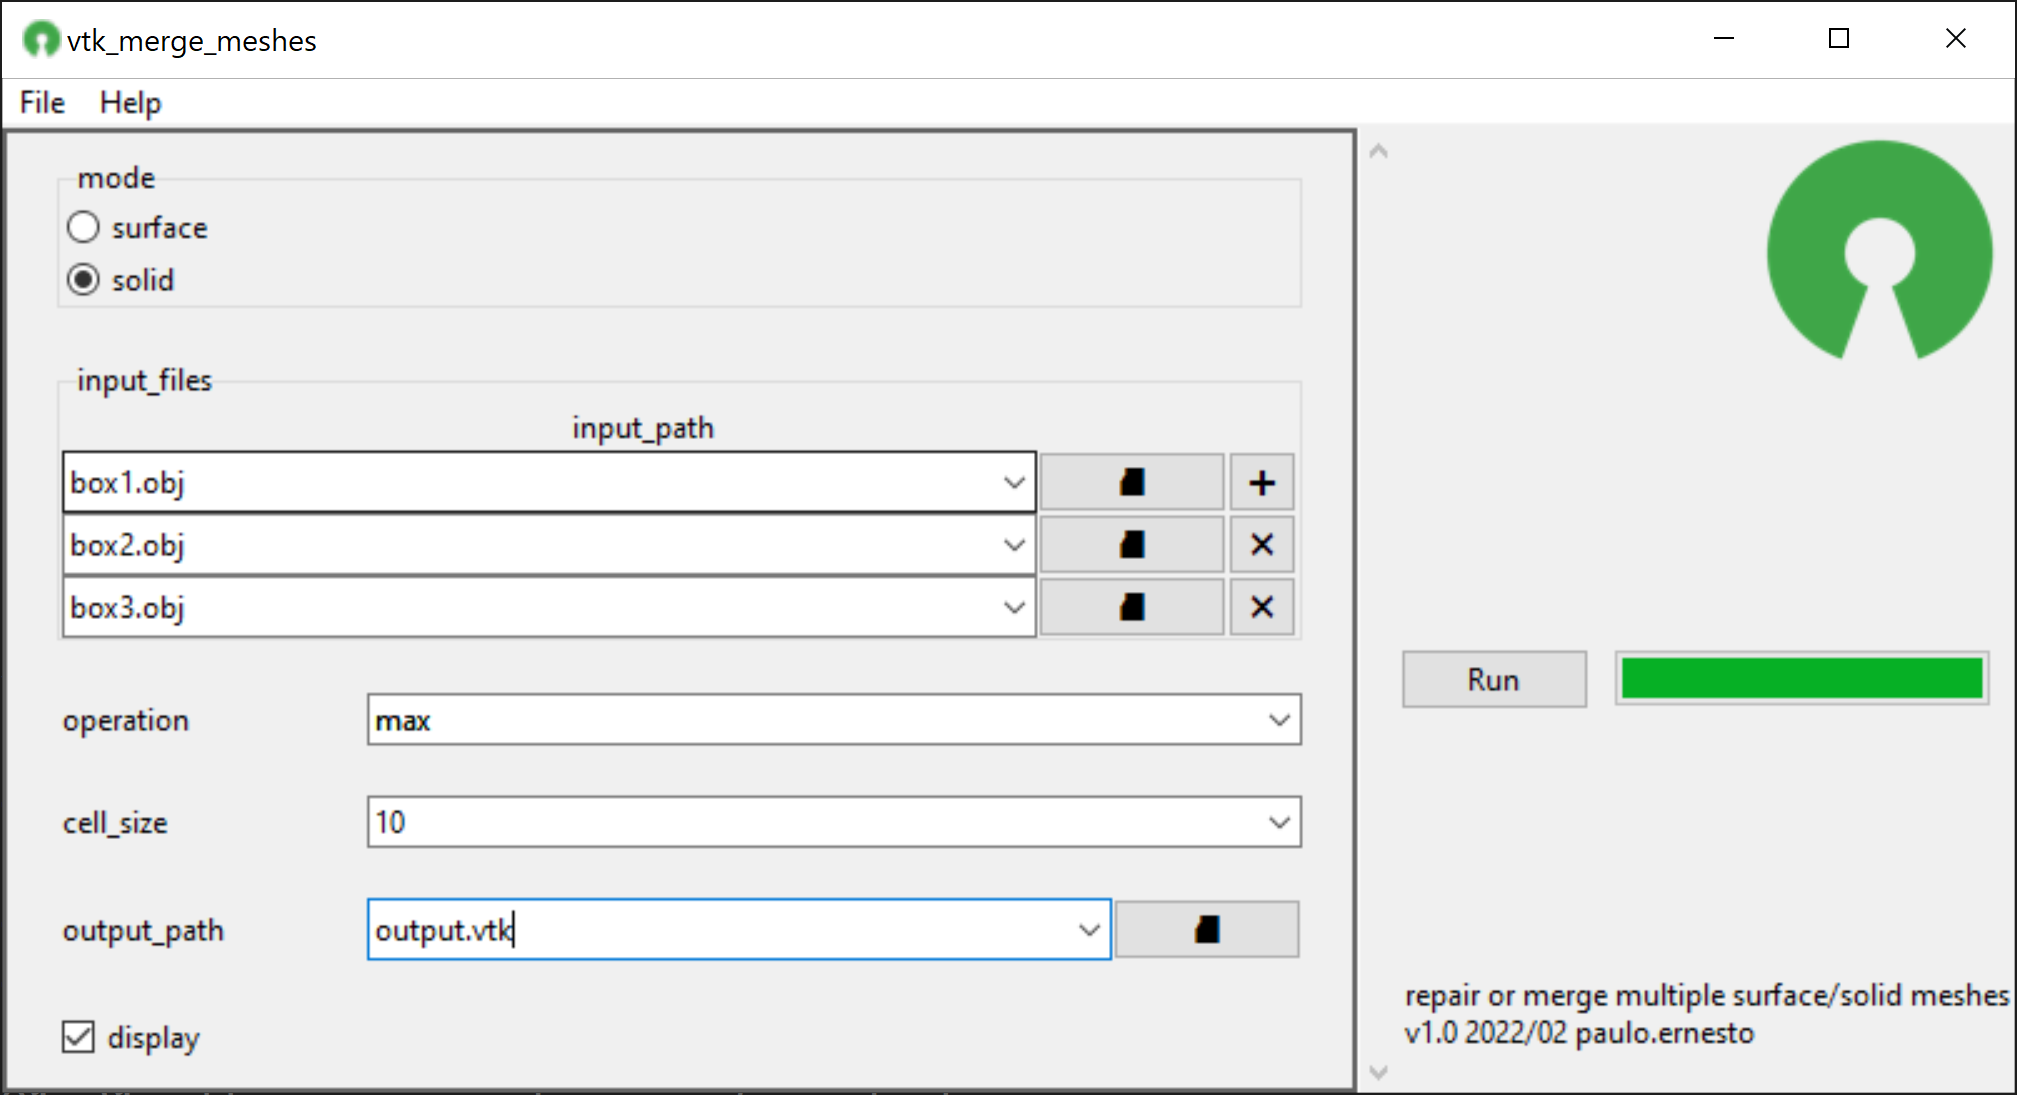 vtk_merge_meshes
File Help
mode
surface
solid
input_files
input_path
box1.obj
box2.obj
box3.obj
operation max
cell_size 10
output_path output.vtk
display
Run
repair or merge multiple surface/solid meshes
v1.0 2022/02 paulo.ernesto